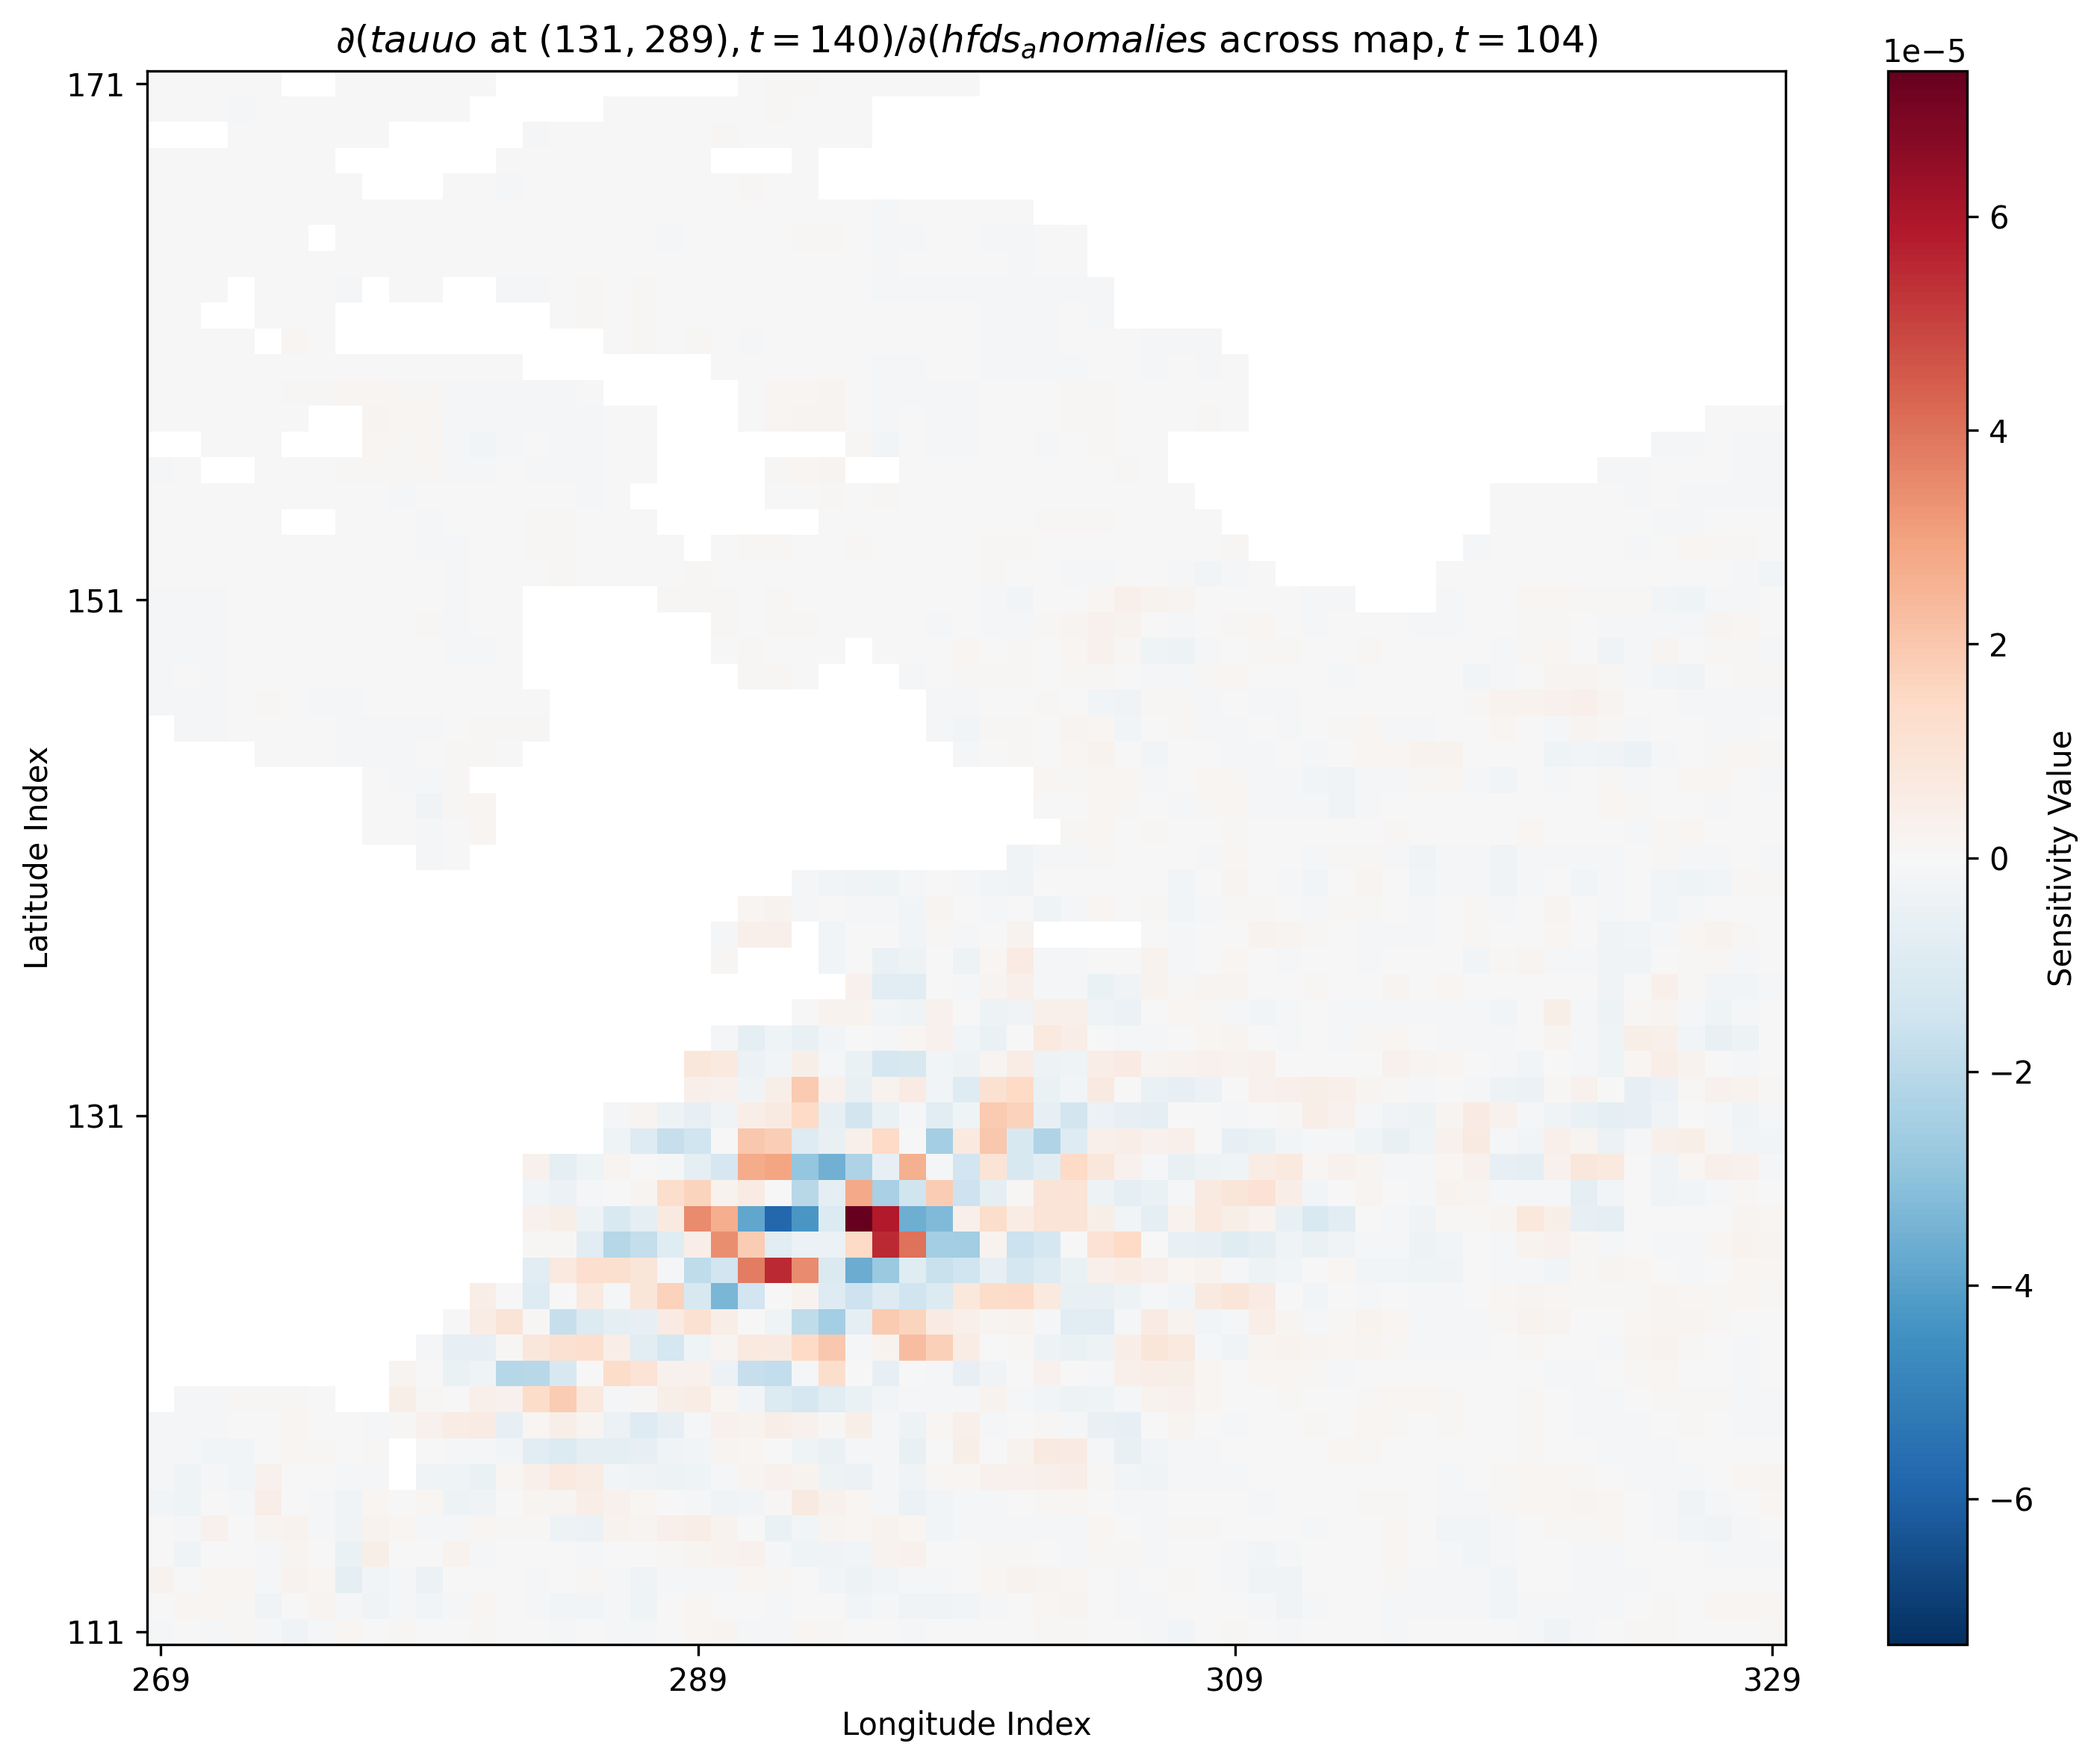 ∂(tauuo at (131, 289), t = 140)/∂(hfdsₐnomalies across map, t = 104)
1e−5
171
151
131
111
Latitude Index
269 289 309 329
Longitude Index
6
4
2
0
−2
−4
−6
Sensitivity Value